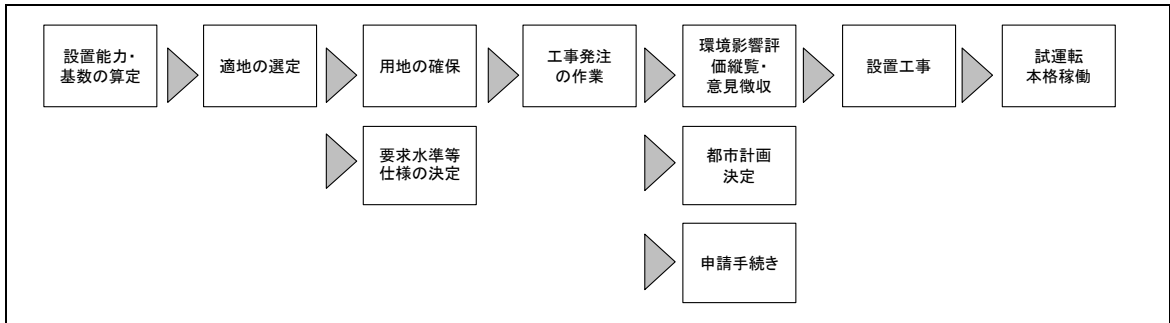 設置能力・
基数の算定
適地の選定
用地の確保
工事発注
の作業
環境影響評
価縦覧・
意見徴収
設置工事
試運転
本格稼働
要求水準等
仕様の決定
都市計画
決定
申請手続き